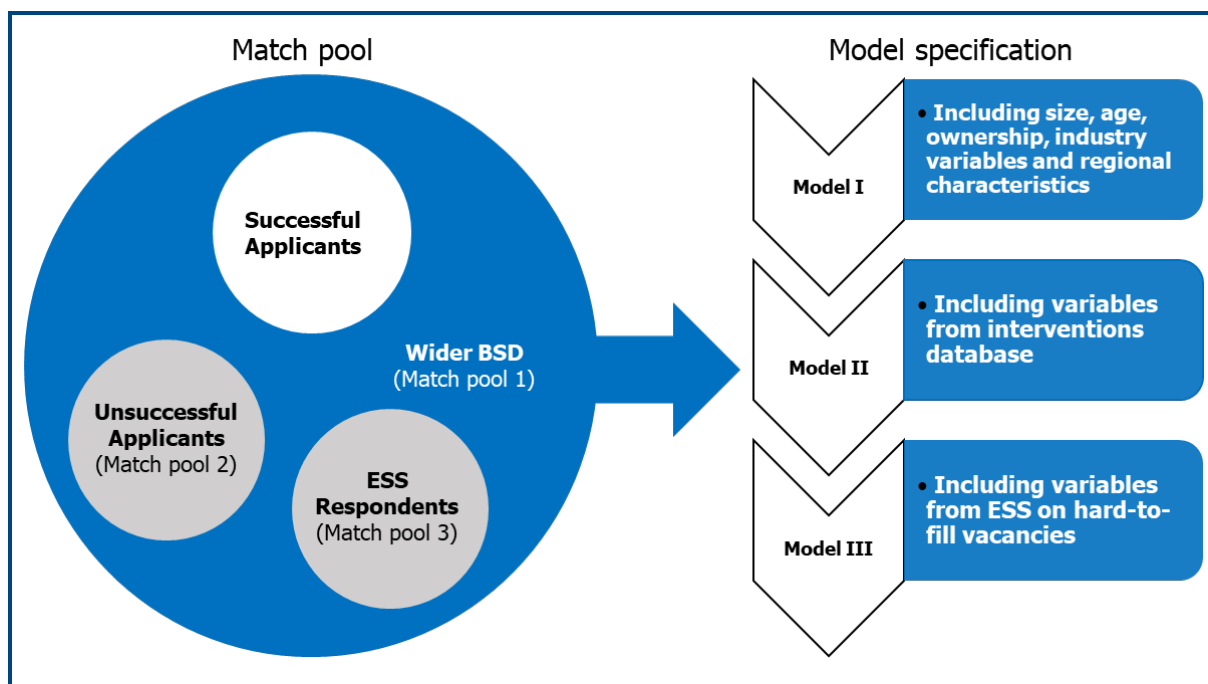 Match pool
Successful
Applicants
Wider BSD
(Match pool 1)
Unsuccessful
Applicants
(Match pool 2)
ESS
Respondents
(Match pool 3)
Model specification
Model I
• Including size, age,
ownership, industry
variables and regional
characteristics
Model II
• Including variables
from interventions
database
Model III
• Including variables
from ESS on hard-to-
fill vacancies